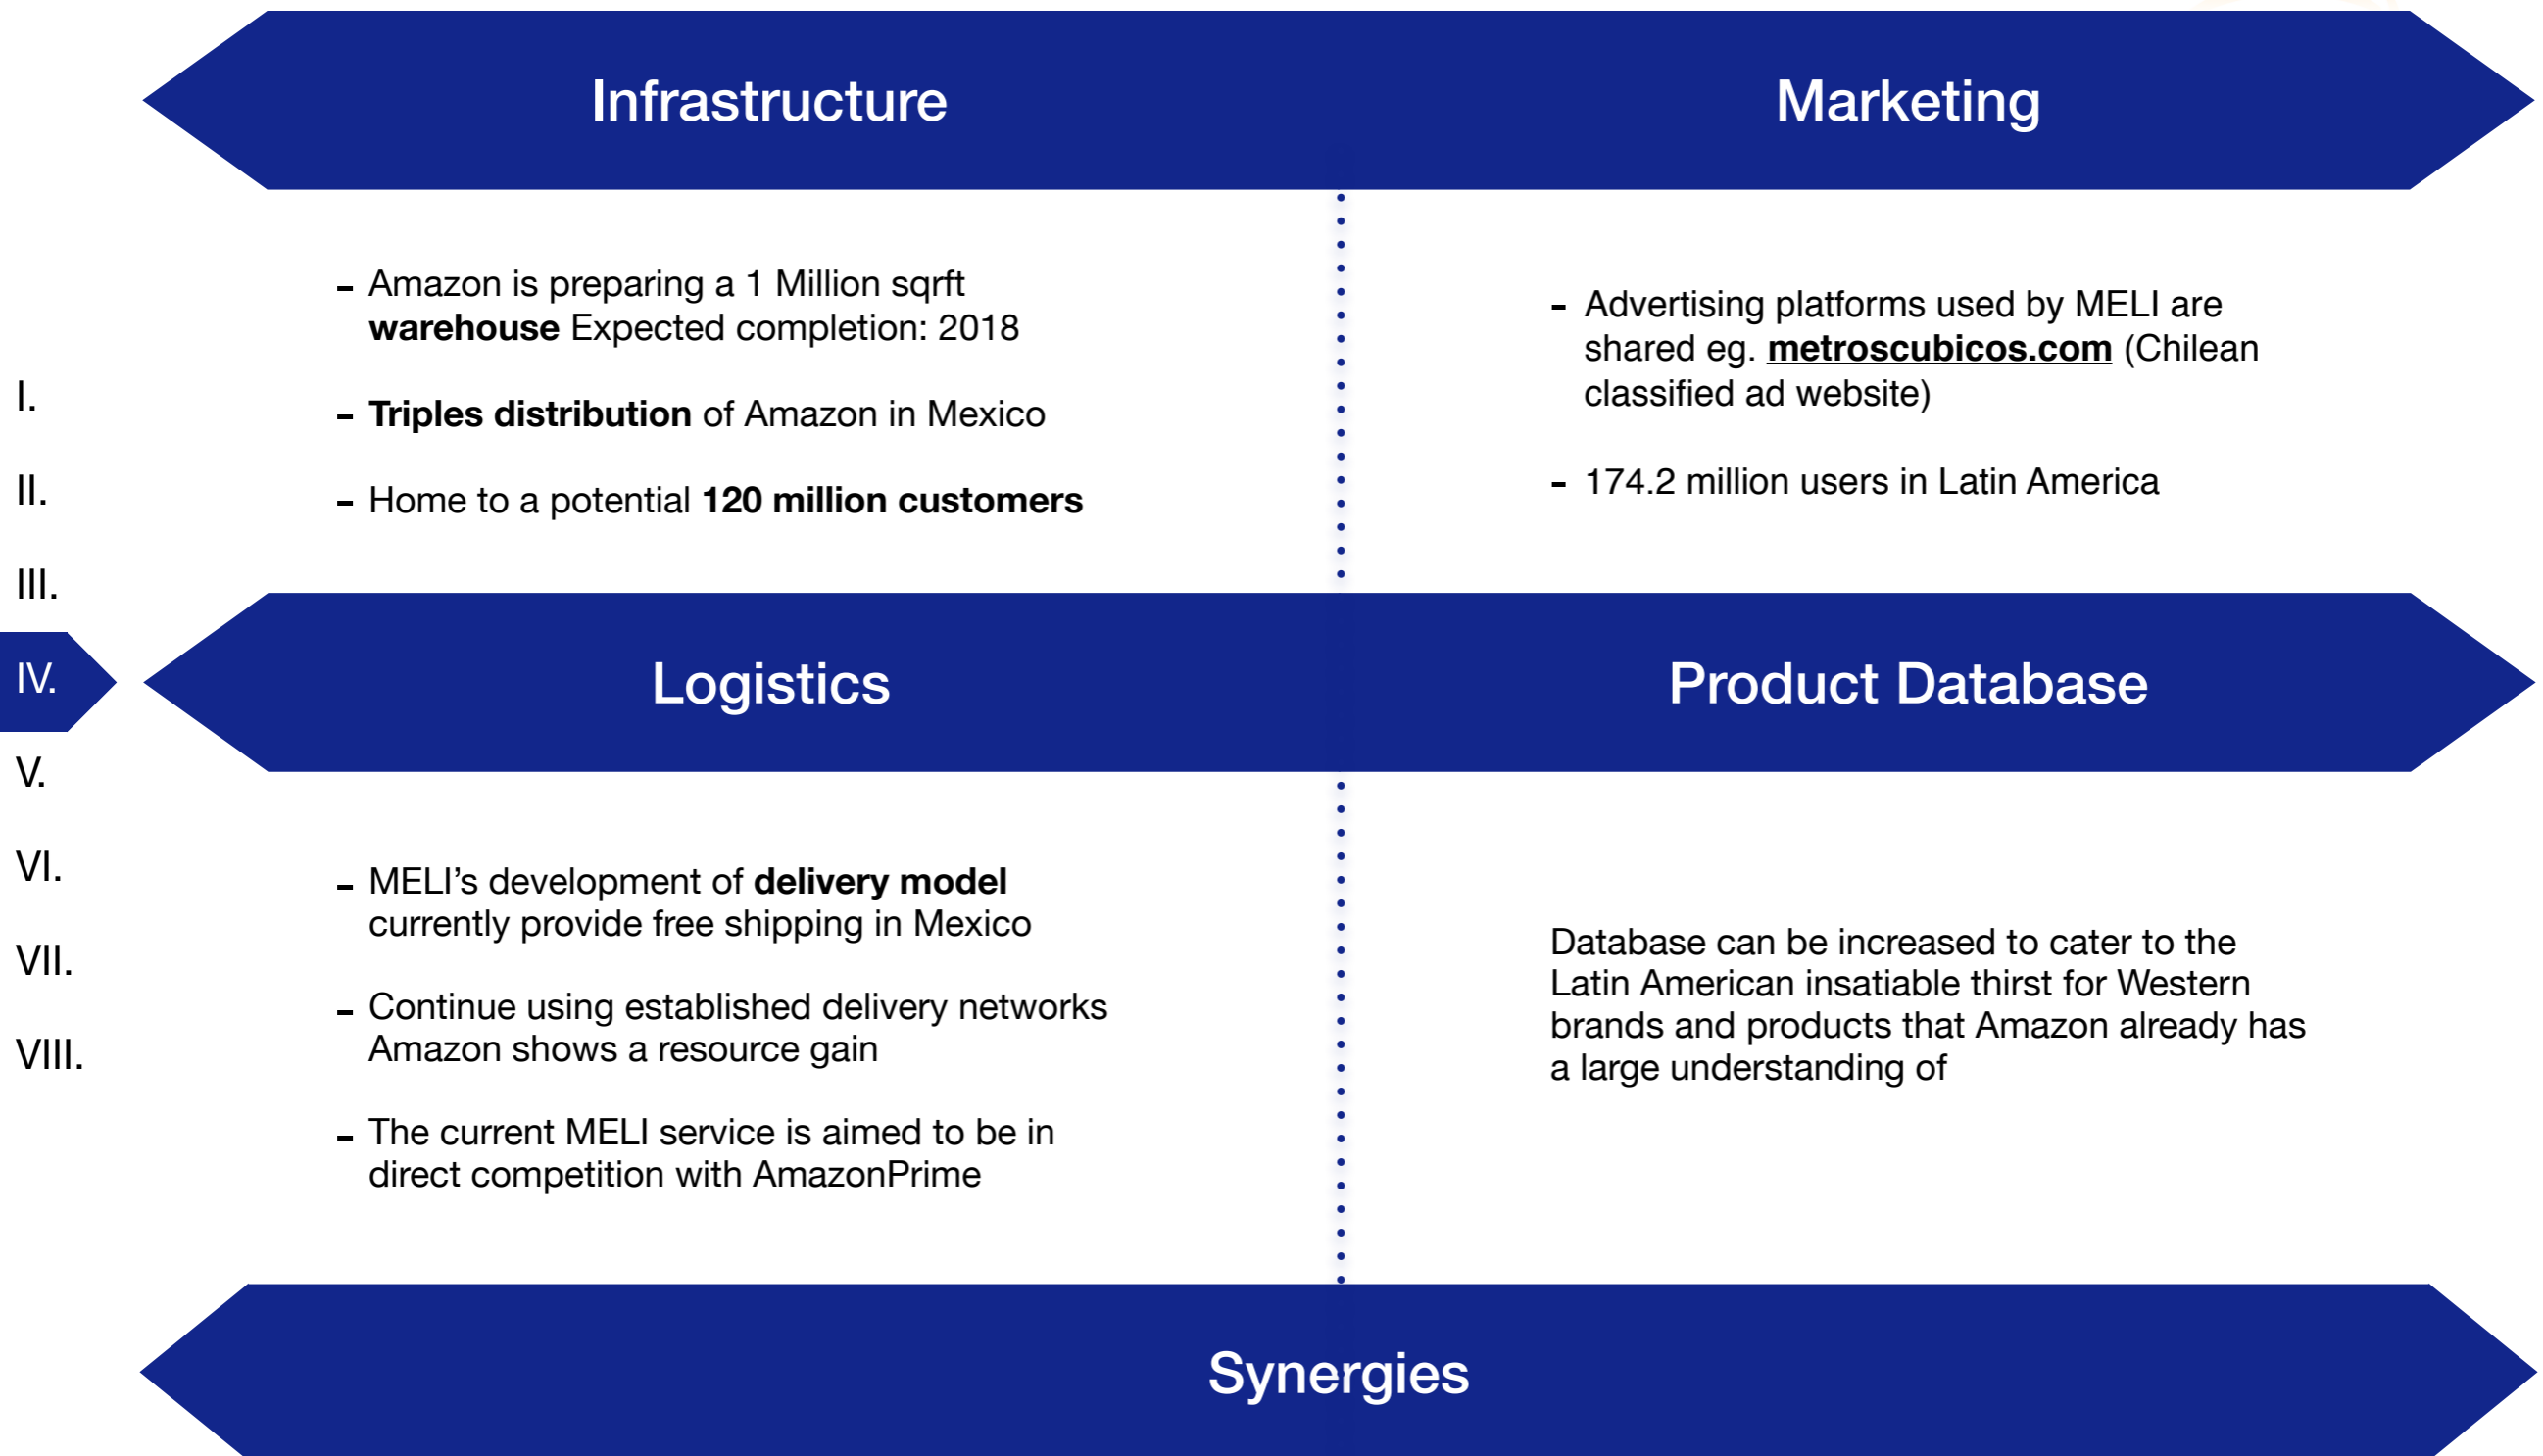 Infrastructure
Marketing
- Amazon is preparing a 1 Million sqrft
warehouse Expected completion: 2018
- Triples distribution of Amazon in Mexico
- Home to a potential 120 million customers
- Advertising platforms used by MELI are
shared eg. metroscubicos.com (Chilean
classified ad website)
- 174.2 million users in Latin America
I.
II.
III.
IV.
V.
VI.
VII.
VIII.
Logistics
Product Database
- MELI’s development of delivery model
currently provide free shipping in Mexico
- Continue using established delivery networks
Amazon shows a resource gain
- The current MELI service is aimed to be in
direct competition with AmazonPrime
Database can be increased to cater to the
Latin American insatiable thirst for Western
brands and products that Amazon already has
a large understanding of
Synergies